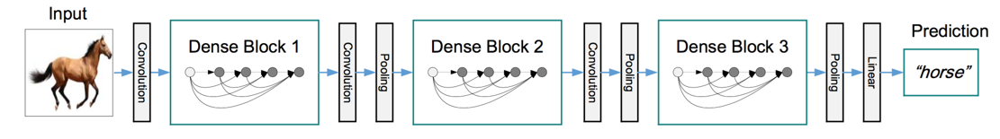 Input
Convolution
Dense Block 1
Convolution
Pooling
Dense Block 2
Convolution
Pooling
Dense Block 3
Pooling
Linear
Prediction
“horse”